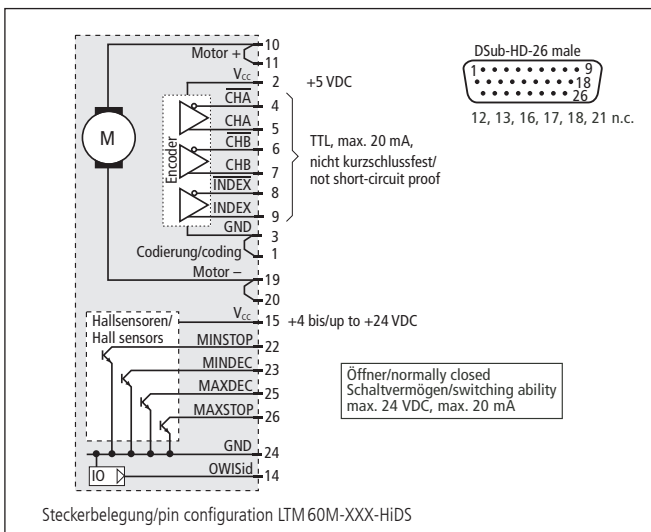 10
Motor +
11
VCC 2 +5 VDC
CHA 4
CHA 5
CHB 6
CHB 7
INDEX 8
INDEX 9
GND
3
Codierung/coding
1
Motor – 19
20
VCC 15 +4 bis/up to +24 VDC
MINSTOP 22
MINDEC 23
MAXDEC 25
MAXSTOP 26
GND 24
OWISid 14
M
Encoder
Hallsensoren/
Hall sensors
IO
TTL, max. 20 mA,
nicht kurzschlussfest/
not short-circuit proof
DSub-HD-26 male
1 9
18
26
12, 13, 16, 17, 18, 21 n.c.
Öffner/normally closed
Schaltvermögen/switching ability
max. 24 VDC, max. 20 mA
Steckerbelegung/pin configuration LTM60M-XXX-HiDS